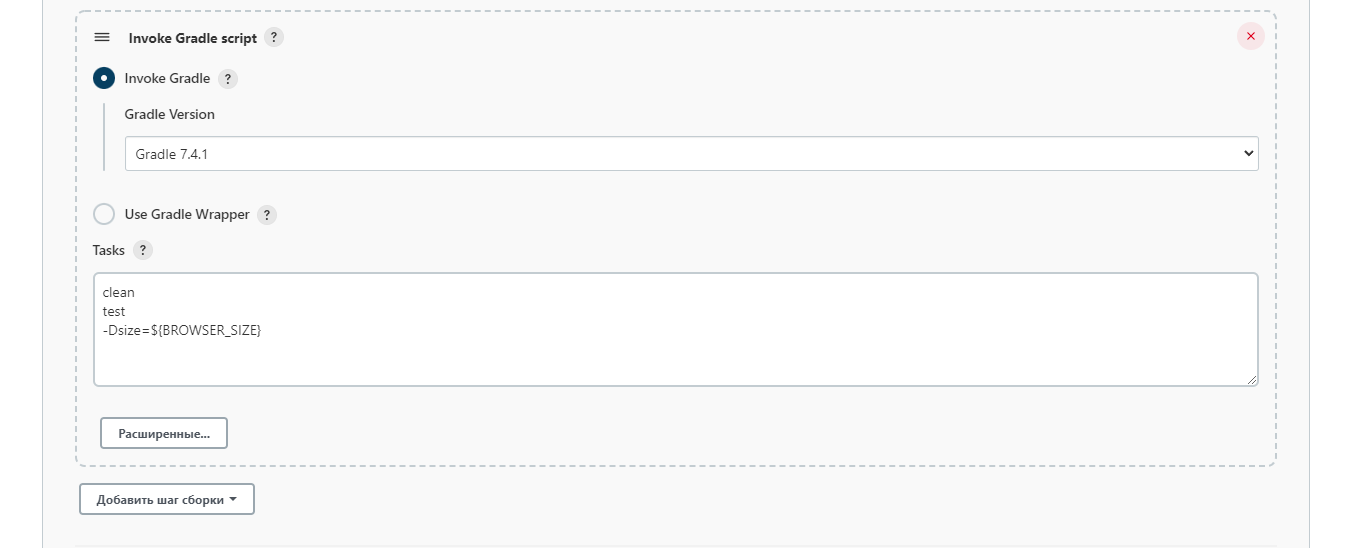 Invoke Gradle script ?
Invoke Gradle ?
Gradle Version
Gradle 7.4.1
Use Gradle Wrapper ?
Tasks ?
clean
test
-Dsize=${BROWSER_SIZE}
Расширенные...
Добавить шаг сборки